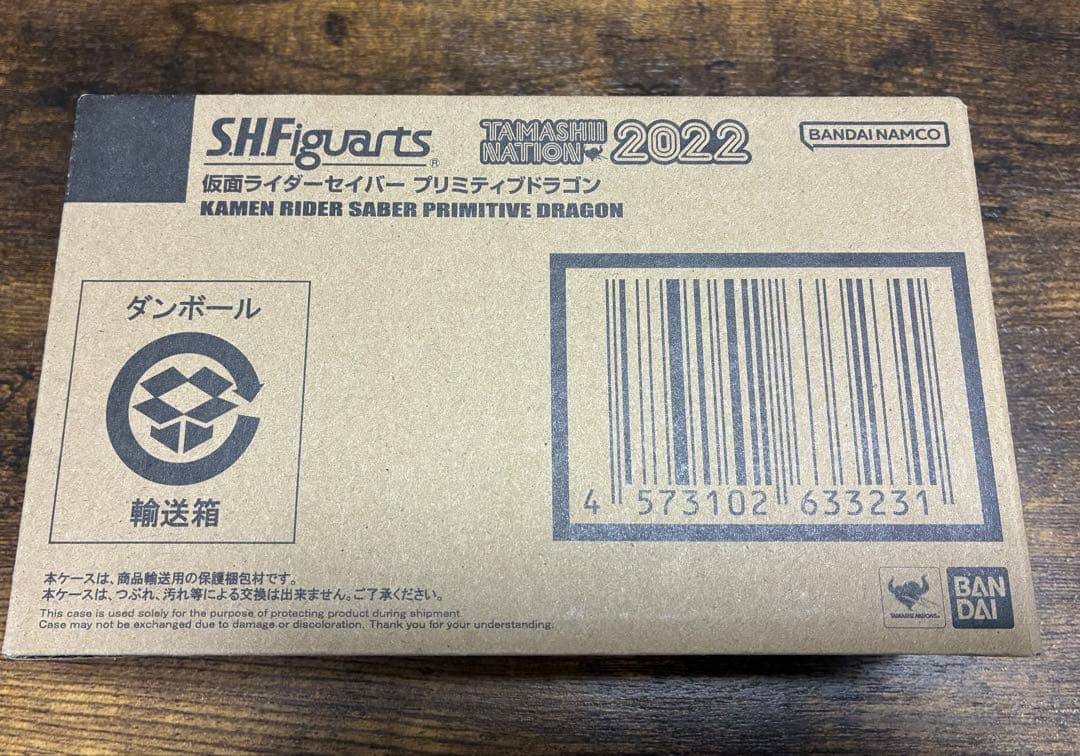 S.H.Figuarts®
TAMASHII NATION 2022
BANDAI NAMCO
仮面ライダーセイバー プリミティブドラゴン
KAMEN RIDER SABER PRIMITIVE DRAGON
ダンボール
輸送箱
4 573102 633231
本ケースは、商品輸送用の保護梱包材です。
本ケースは、つぶれ、汚れ等による交換は出来ません。ご了承ください。
This case is used solely for the purpose of protecting product during shipment
Case may not be exchanged due to damage or discoloration. Thank you for your understanding.
TAMASHII NATIONS
BAN
DAI